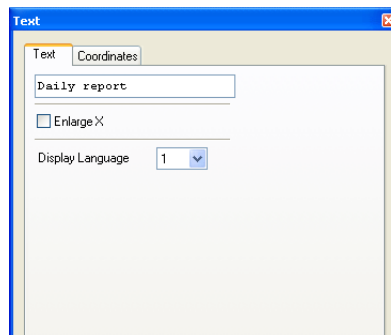 Text
Text Coordinates
Daily report
Enlarge X
Display Language 1